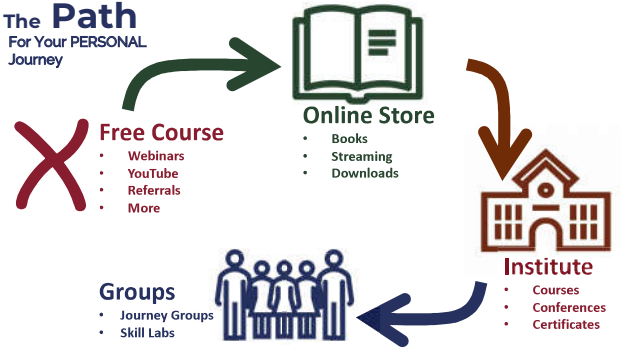 The Path
For Your PERSONAL
Journey
Free Course
• Webinars
• YouTube
• Referrals
• More
Online Store
• Books
• Streaming
• Downloads
Institute
• Courses
• Conferences
• Certificates
Groups
• Journey Groups
• Skill Labs